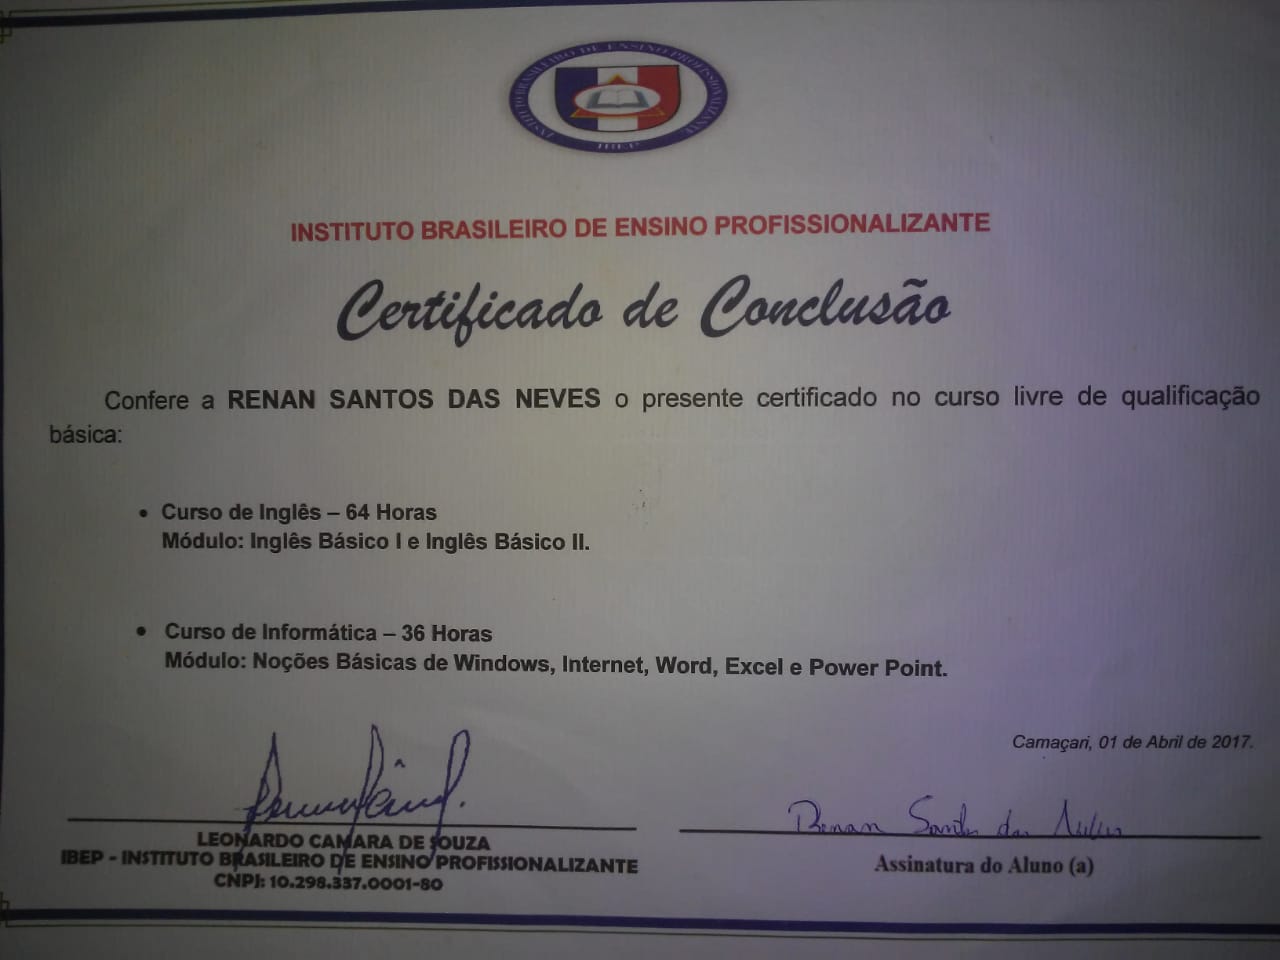 INSTITUTO BRASILEIRO DE ENSINO PROFISSIONALIZANTE
IBEP
INSTITUTO BRASILEIRO DE ENSINO PROFISSIONALIZANTE
Certificado de Conclusão
Confere a RENAN SANTOS DAS NEVES o presente certificado no curso livre de qualificação
básica:
• Curso de Inglês – 64 Horas
Módulo: Inglês Básico I e Inglês Básico II.
• Curso de Informática – 36 Horas
Módulo: Noções Básicas de Windows, Internet, Word, Excel e Power Point.
Camaçari, 01 de Abril de 2017.
Renan Santos das Neves
LEONARDO CAMARA DE SOUZA
IBEP - INSTITUTO BRASILEIRO DE ENSINO PROFISSIONALIZANTE
CNPJ: 10.298.337.0001-80
Assinatura do Aluno (a)